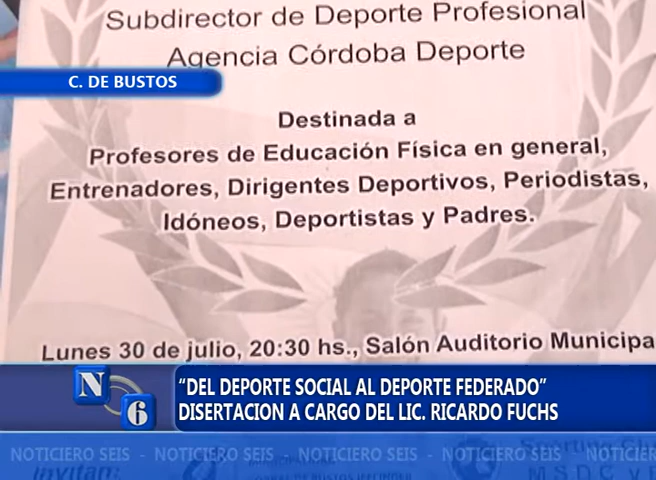 Subdirector de Deporte Profesional
Agencia Córdoba Deporte
C. DE BUSTOS
Destinada a
Profesores de Educación Física en general,
Entrenadores, Dirigentes Deportivos, Periodistas,
Idóneos, Deportistas y Padres.
Lunes 30 de julio, 20:30 hs., Salón Auditorio Municipa
N 6
“DEL DEPORTE SOCIAL AL DEPORTE FEDERADO”
DISERTACION A CARGO DEL LIC. RICARDO FUCHS
NOTICIERO SEIS - NOTICIERO SEIS - NOTICIERO SEIS - NOTICIERO SEIS - NOTICIER
Invitan: